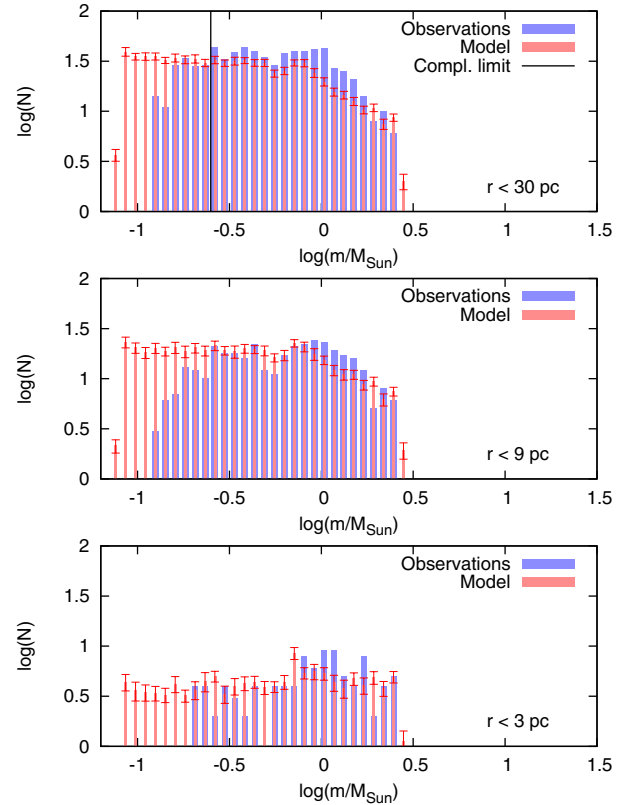 2
1.5
1
0.5
0
log(N)
Observations
Model
Compl. limit
r < 30 pc
-1 -0.5 0 0.5 1 1.5
log(m/M_Sun)
2
1.5
1
0.5
0
log(N)
Observations
Model
r < 9 pc
-1 -0.5 0 0.5 1 1.5
log(m/M_Sun)
2
1.5
1
0.5
0
log(N)
Observations
Model
r < 3 pc
-1 -0.5 0 0.5 1 1.5
log(m/M_Sun)